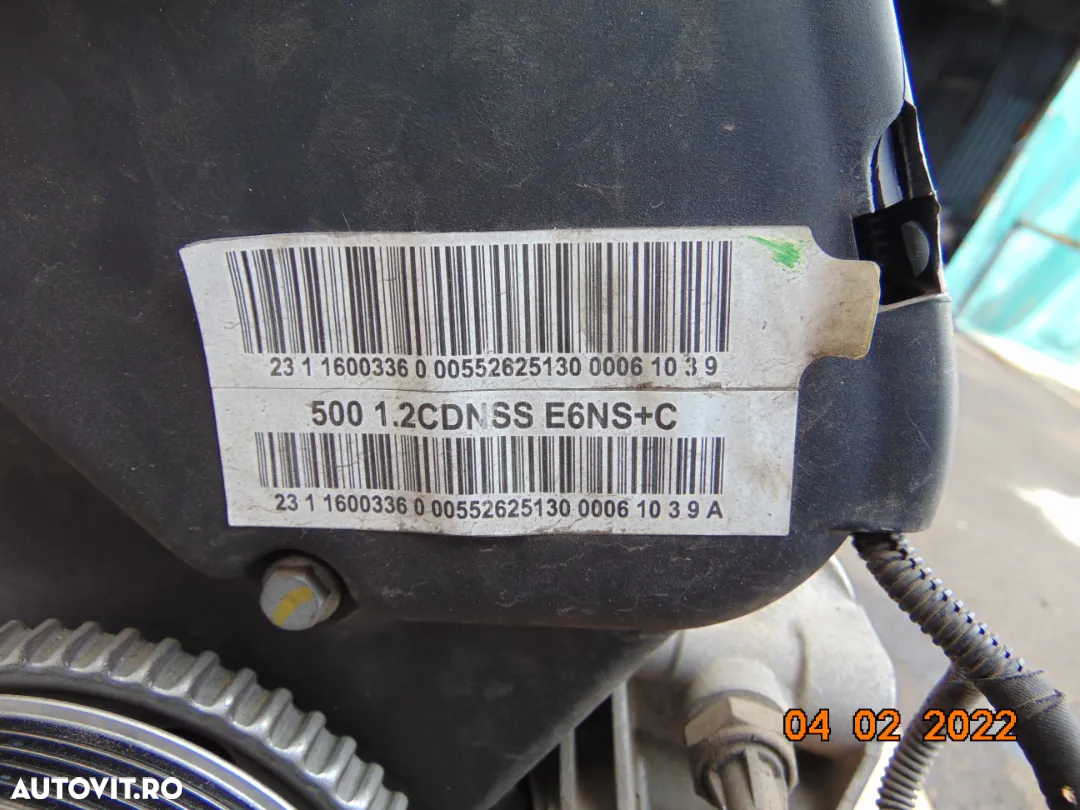 23 1 1600336 0 00552625130 0006 10 3 9
500 1.2CDNSS E6NS+C
23 1 1600336 0 00552625130 0006 10 3 9 A
04 02 2022
AUTOVIT.RO